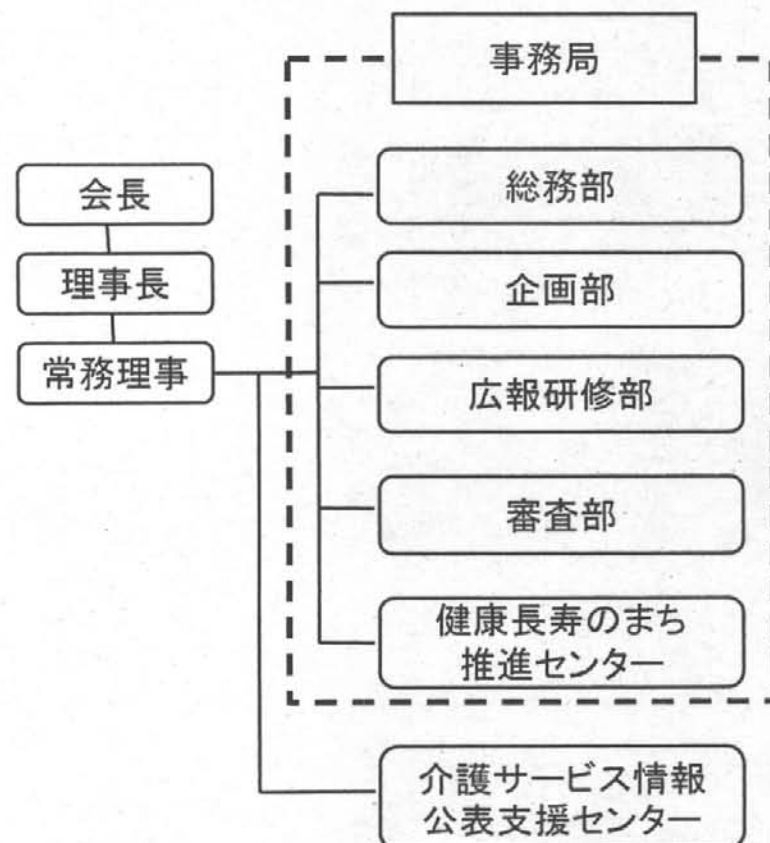 事務局
会長
理事長
常務理事
総務部
企画部
広報研修部
審査部
健康長寿のまち
推進センター
介護サービス情報
公表支援センター